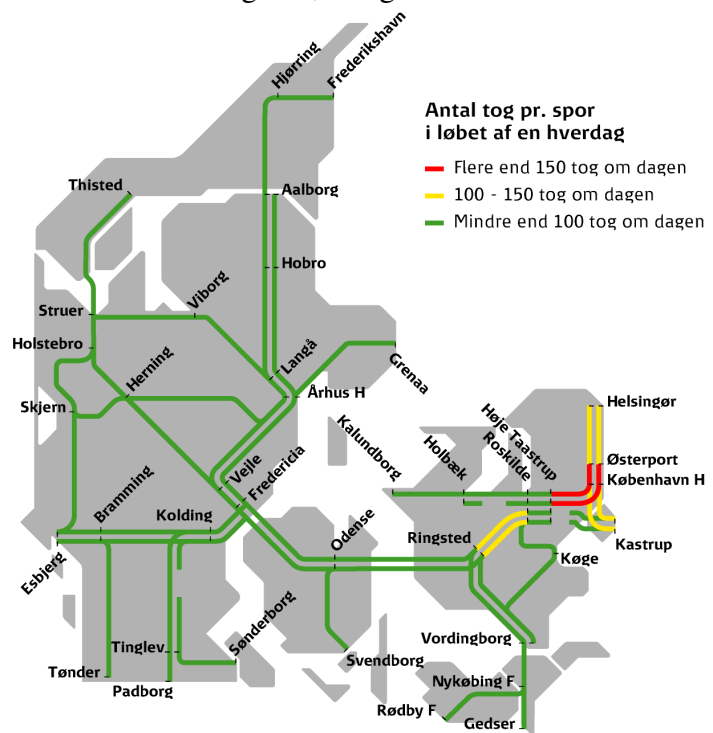 Frederikshavn
Hjørring
Antal tog pr. spor
i løbet af en hverdag
Flere end 150 tog om dagen
100 - 150 tog om dagen
Mindre end 100 tog om dagen
Thisted
Aalborg
Hobro
Viborg
Struer
Holstebro
Herning
Langå
Grenaa
Århus H
Skjern
Helsingør
Høje Taastrup
Roskilde
Kalundborg
Holbæk
Østerport
København H
Vejle
Fredericia
Bramming
Kolding
Odense
Ringsted
Kastrup
Køge
Esbjerg
Sønderborg
Tinglev
Svendborg
Vordingborg
Tønder
Padborg
Nykøbing F
Rødby F
Gedser